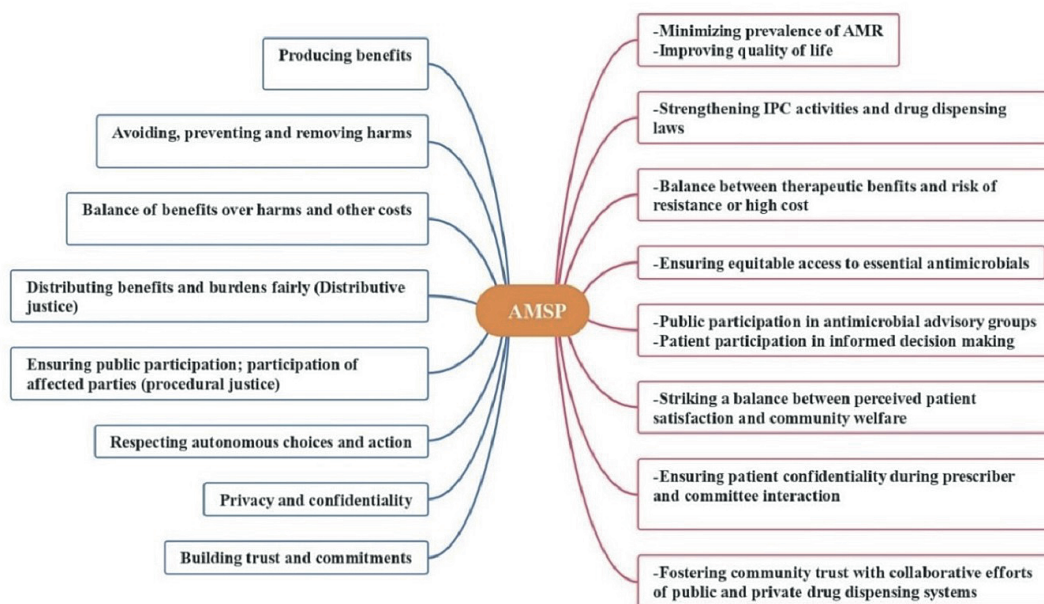 Producing benefits
Avoiding, preventing and removing harms
Balance of benefits over harms and other costs
Distributing benefits and burdens fairly (Distributive
justice)
Ensuring public participation; participation of
affected parties (procedural justice)
Respecting autonomous choices and action
Privacy and confidentiality
Building trust and commitments
AMSP
-Minimizing prevalence of AMR
-Improving quality of life
-Strengthening IPC activities and drug dispensing
laws
-Balance between therapeutic benfits and risk of
resistance or high cost
-Ensuring equitable access to essential antimicrobials
-Public participation in antimicrobial advisory groups
-Patient participation in informed decision making
-Striking a balance between perceived patient
satisfaction and community welfare
-Ensuring patient confidentiality during prescriber
and committee interaction
-Fostering community trust with collaborative efforts
of public and private drug dispensing systems